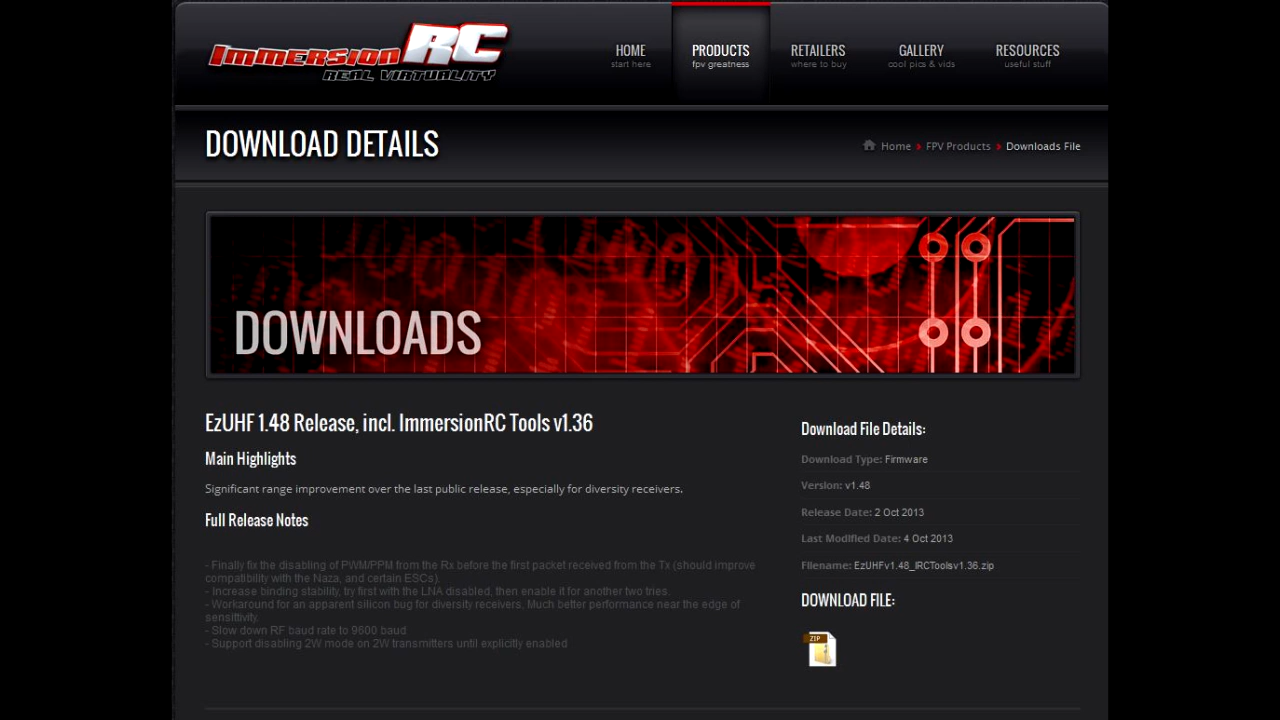 ImmersionRC
REAL VIRTUALITY
HOME
start here
PRODUCTS
fpv greatness
RETAILERS
where to buy
GALLERY
cool pics & vids
RESOURCES
useful stuff
DOWNLOAD DETAILS
Home
FPV Products
Downloads File
DOWNLOADS
EzUHF 1.48 Release, incl. ImmersionRC Tools v1.36
Main Highlights
Significant range improvement over the last public release, especially for diversity receivers.
Full Release Notes
- Finally fix the disabling of PWM/PPM from the Rx before the first packet received from the Tx (should improve
compatibility with the Naza, and certain ESCs).
- Increase binding stability, try first with the LNA disabled, then enable it for another two tries.
- Workaround for an apparent silicon bug for diversity receivers, Much better performance near the edge of
sensitivity.
- Slow down RF baud rate to 9600 baud
- Support disabling 2W mode on 2W transmitters until explicitly enabled
Download File Details:
Download Type: Firmware
Version: v1.48
Release Date: 2 Oct 2013
Last Modified Date: 4 Oct 2013
Filename: EzUHFv1.48_IRCToolsv1.36.zip
DOWNLOAD FILE:
ZIP